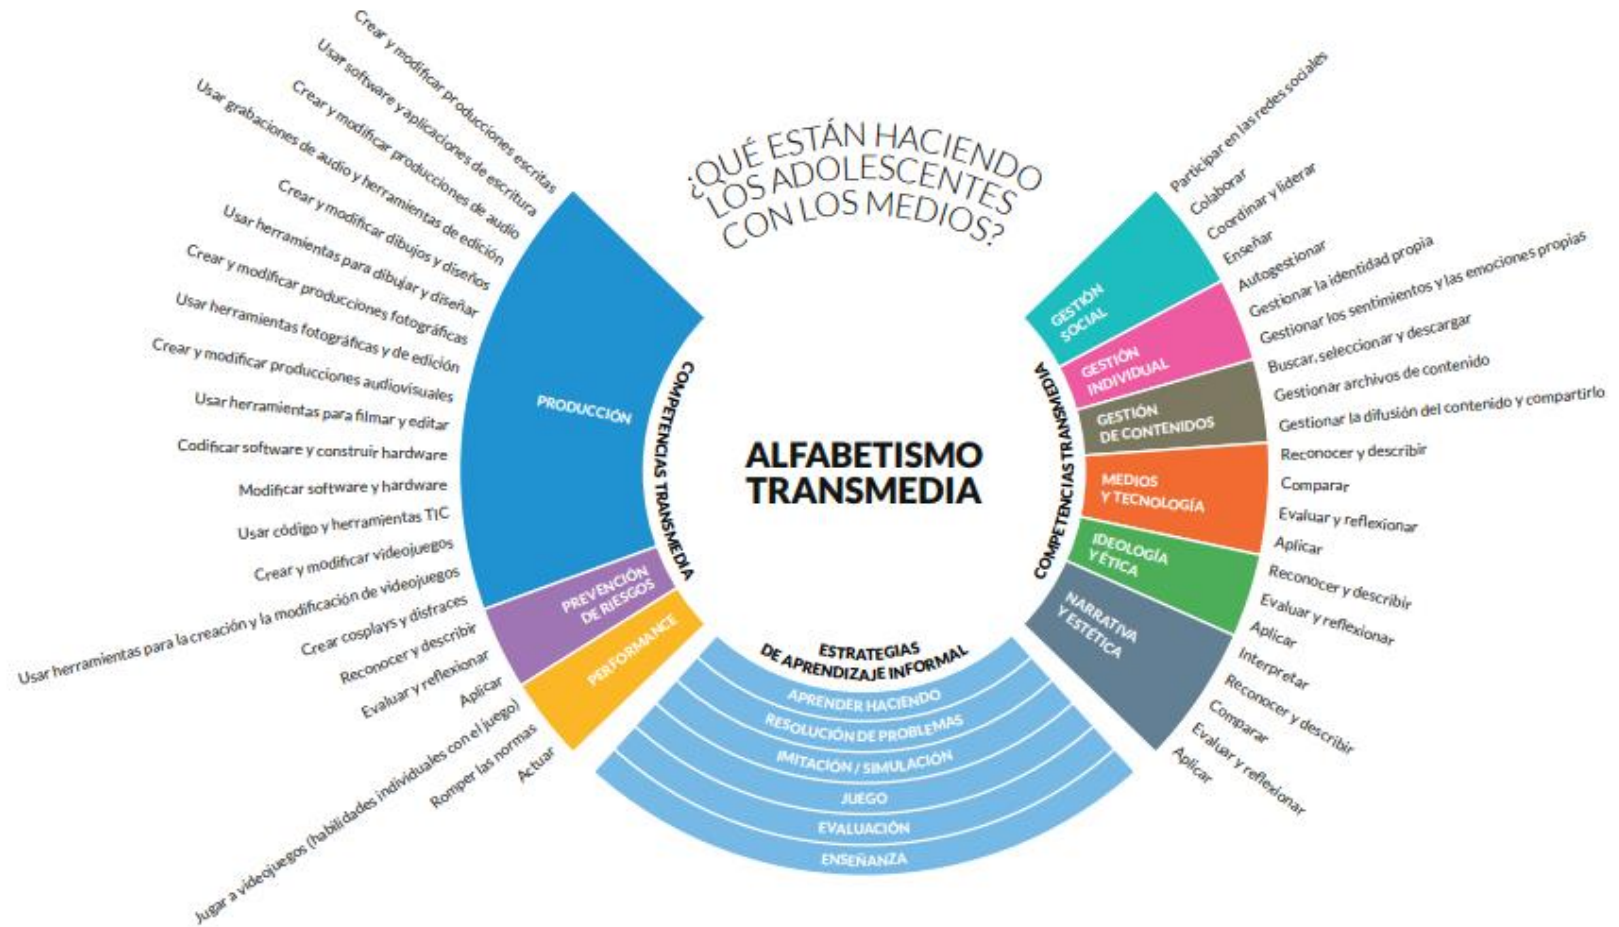 ¿QUÉ ESTÁN HACIENDO
LOS ADOLESCENTES
CON LOS MEDIOS?
ALFABETISMO
TRANSMEDIA
COMPETENCIAS TRANSMEDIA
PRODUCCIÓN
Crear y modificar producciones escritas
Usar software y aplicaciones de escritura
Crear y modificar producciones de audio
Usar grabaciones de audio y herramientas de edición
Crear y modificar dibujos y diseños
Usar herramientas para dibujar y diseñar
Crear y modificar producciones fotográficas
Usar herramientas fotográficas y de edición
Crear y modificar producciones audiovisuales
Usar herramientas para filmar y editar
Codificar software y construir hardware
Modificar software y hardware
Usar código y herramientas TIC
Crear y modificar videojuegos
Usar herramientas para la creación y la modificación de videojuegos
Crear cosplays y disfraces
PREVENCIÓN
DE RIESGOS
Reconocer y describir
Evaluar y reflexionar
Aplicar
PERFORMANCE
Jugar a videojuegos (habilidades individuales con el juego)
Romper las normas
Actuar
COMPETENCIAS TRANSMEDIA
GESTIÓN
SOCIAL
Participar en las redes sociales
Colaborar
Coordinar y liderar
Enseñar
GESTIÓN
INDIVIDUAL
Autogestionar
Gestionar la identidad propia
Gestionar los sentimientos y las emociones propias
GESTIÓN
DE CONTENIDOS
Buscar, seleccionar y descargar
Gestionar archivos de contenido
Gestionar la difusión del contenido y compartirlo
MEDIOS
Y TECNOLOGÍA
Reconocer y describir
Comparar
Evaluar y reflexionar
Aplicar
IDEOLOGÍA
Y ÉTICA
Reconocer y describir
Evaluar y reflexionar
Aplicar
NARRATIVA
Y ESTÉTICA
Interpretar
Reconocer y describir
Comparar
Evaluar y reflexionar
Aplicar
ESTRATEGIAS
DE APRENDIZAJE INFORMAL
APRENDER HACIENDO
RESOLUCIÓN DE PROBLEMAS
IMITACIÓN / SIMULACIÓN
JUEGO
EVALUACIÓN
ENSEÑANZA